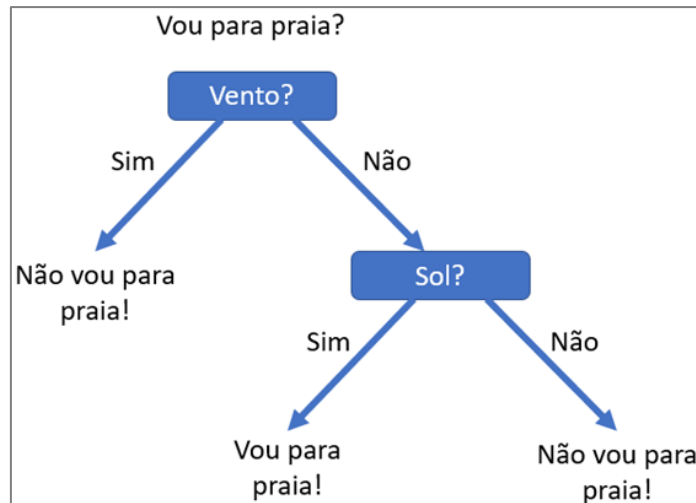 Vou para praia?
Vento?
Sim
Não
Não vou para
praia!
Sol?
Sim
Não
Vou para
praia!
Não vou para
praia!